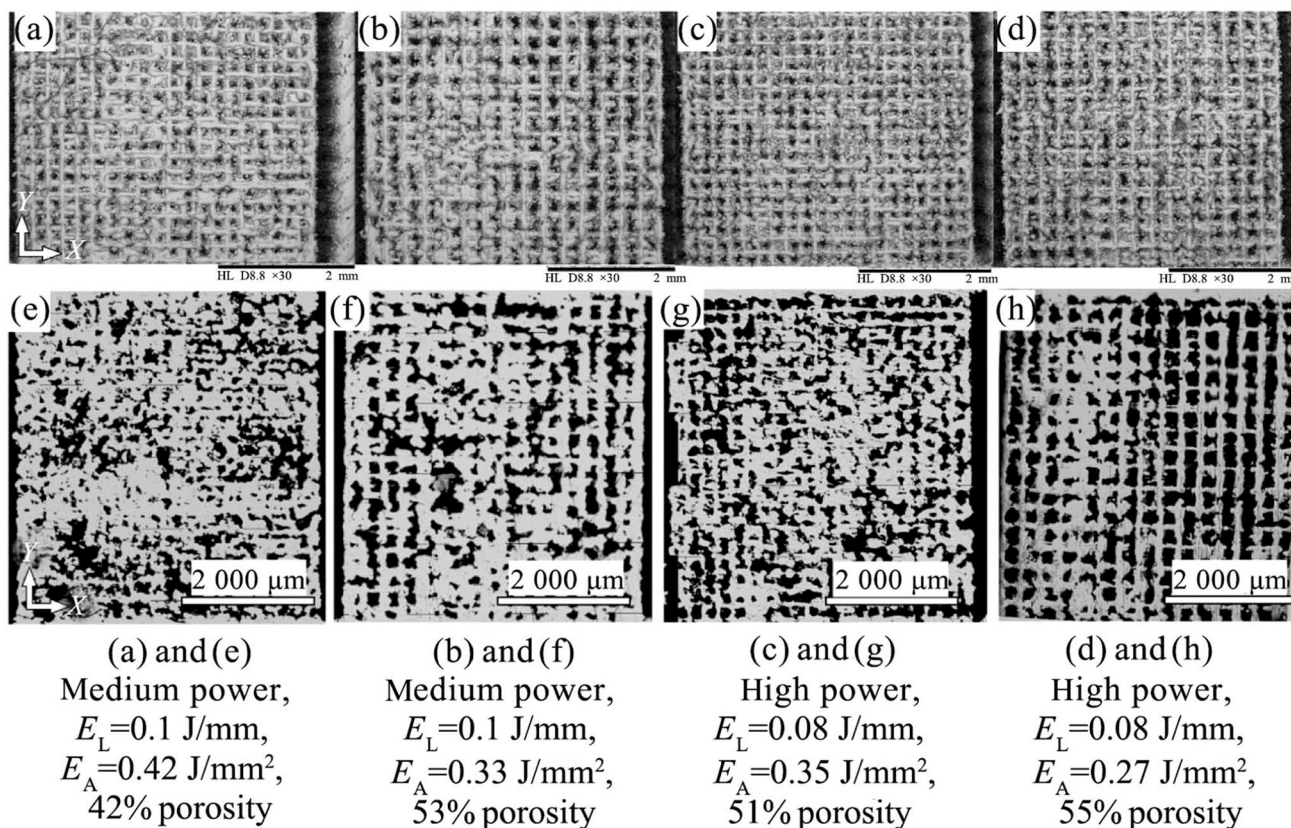 (a)
(b)
(c)
(d)
Y
X
HL D8.8 ×30 2 mm
HL D8.8 ×30 2 mm
HL D8.8 ×30 2 mm
HL D8.8 ×30 2 mm
(e)
(f)
(g)
(h)
Y
X
2 000 µm
2 000 µm
2 000 µm
2 000 µm
(a) and (e)
Medium power,
E_L=0.1 J/mm,
E_A=0.42 J/mm²,
42% porosity
(b) and (f)
Medium power,
E_L=0.1 J/mm,
E_A=0.33 J/mm²,
53% porosity
(c) and (g)
High power,
E_L=0.08 J/mm,
E_A=0.35 J/mm²,
51% porosity
(d) and (h)
High power,
E_L=0.08 J/mm,
E_A=0.27 J/mm²,
55% porosity